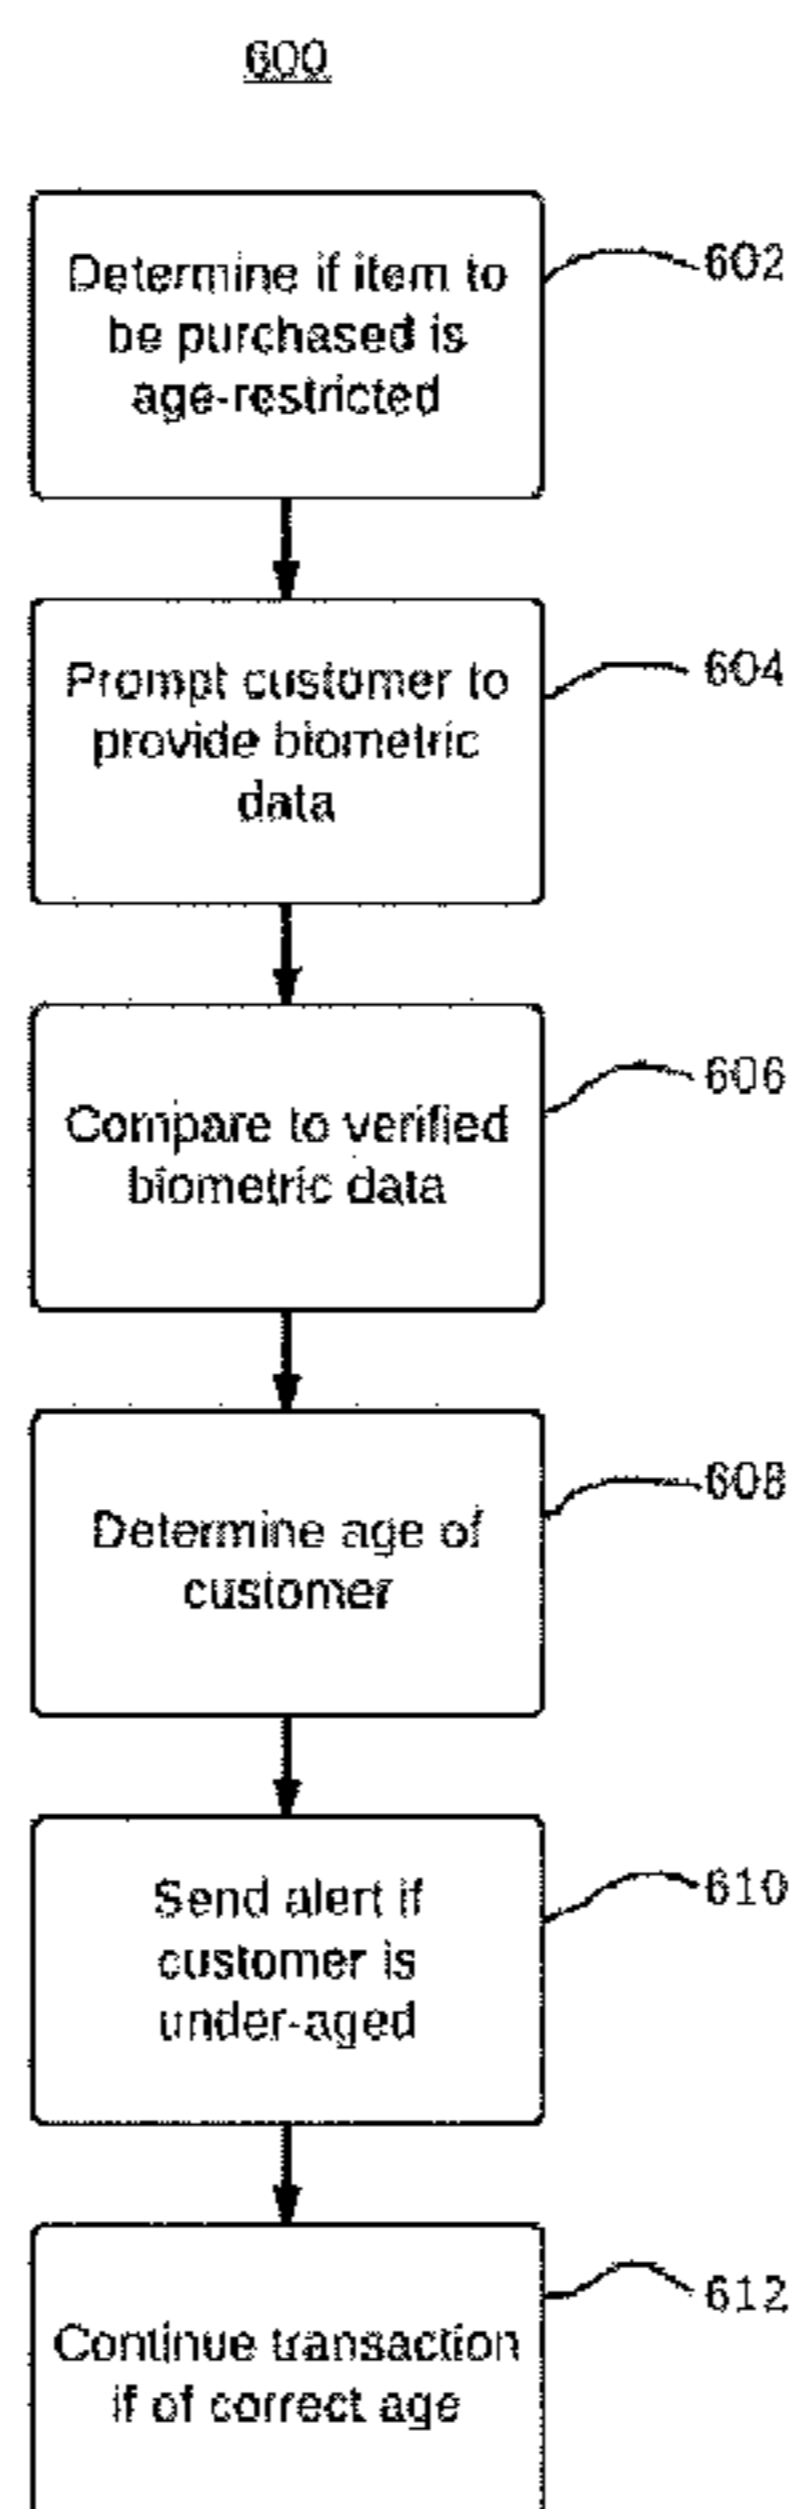 600
Determine if item to
be purchased is
age-restricted
602
Prompt customer to
provide biometric
data
604
Compare to verified
biometric data
606
Determine age of
customer
608
Send alert if
customer is
under-aged
610
Continue transaction
if of correct age
612